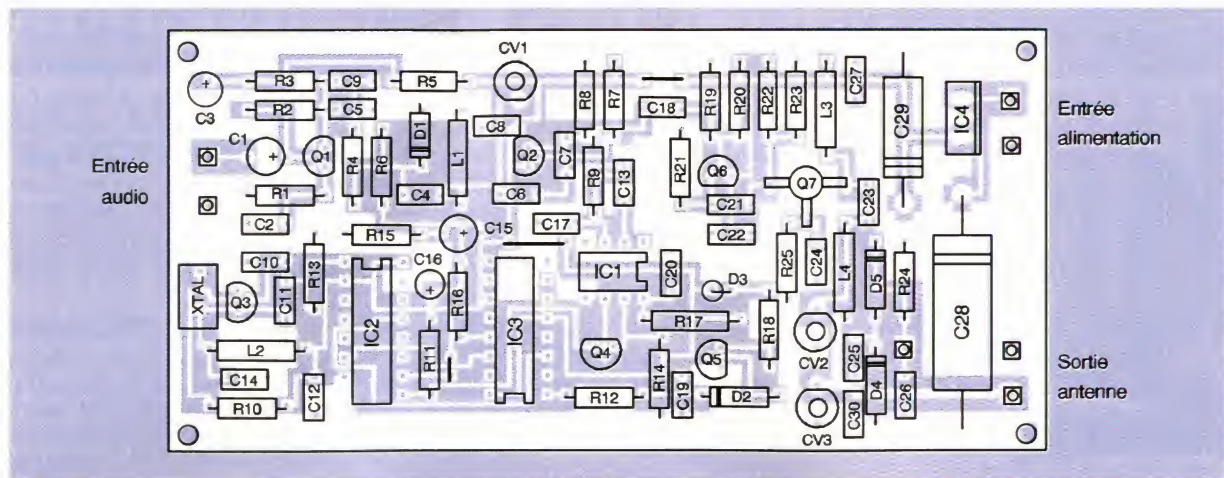 CV1
R3
C9
R5
R8
R7
C27
R19
R20
R22
R23
L3
C29
IC4
Entrée
alimentation
C3
R2
C5
C18
C1
D1
C8
Q2
C7
Entrée
audio
Q1
R4
R6
L1
R21
Q6
Q7
R1
C4
C6
R9
C13
C23
C2
C17
C21
C22
R15
C15
C10
R13
C16
IC1
C20
D3
R25
C24
L4
D5
R24
XTAL
Q3
C11
IC2
R16
IC3
R17
R18
C28
L2
R11
Q4
Q5
CV2
C25
Sortie
antenne
C14
R10
C12
R12
R14
C19
D2
CV3
C30
D4
C26